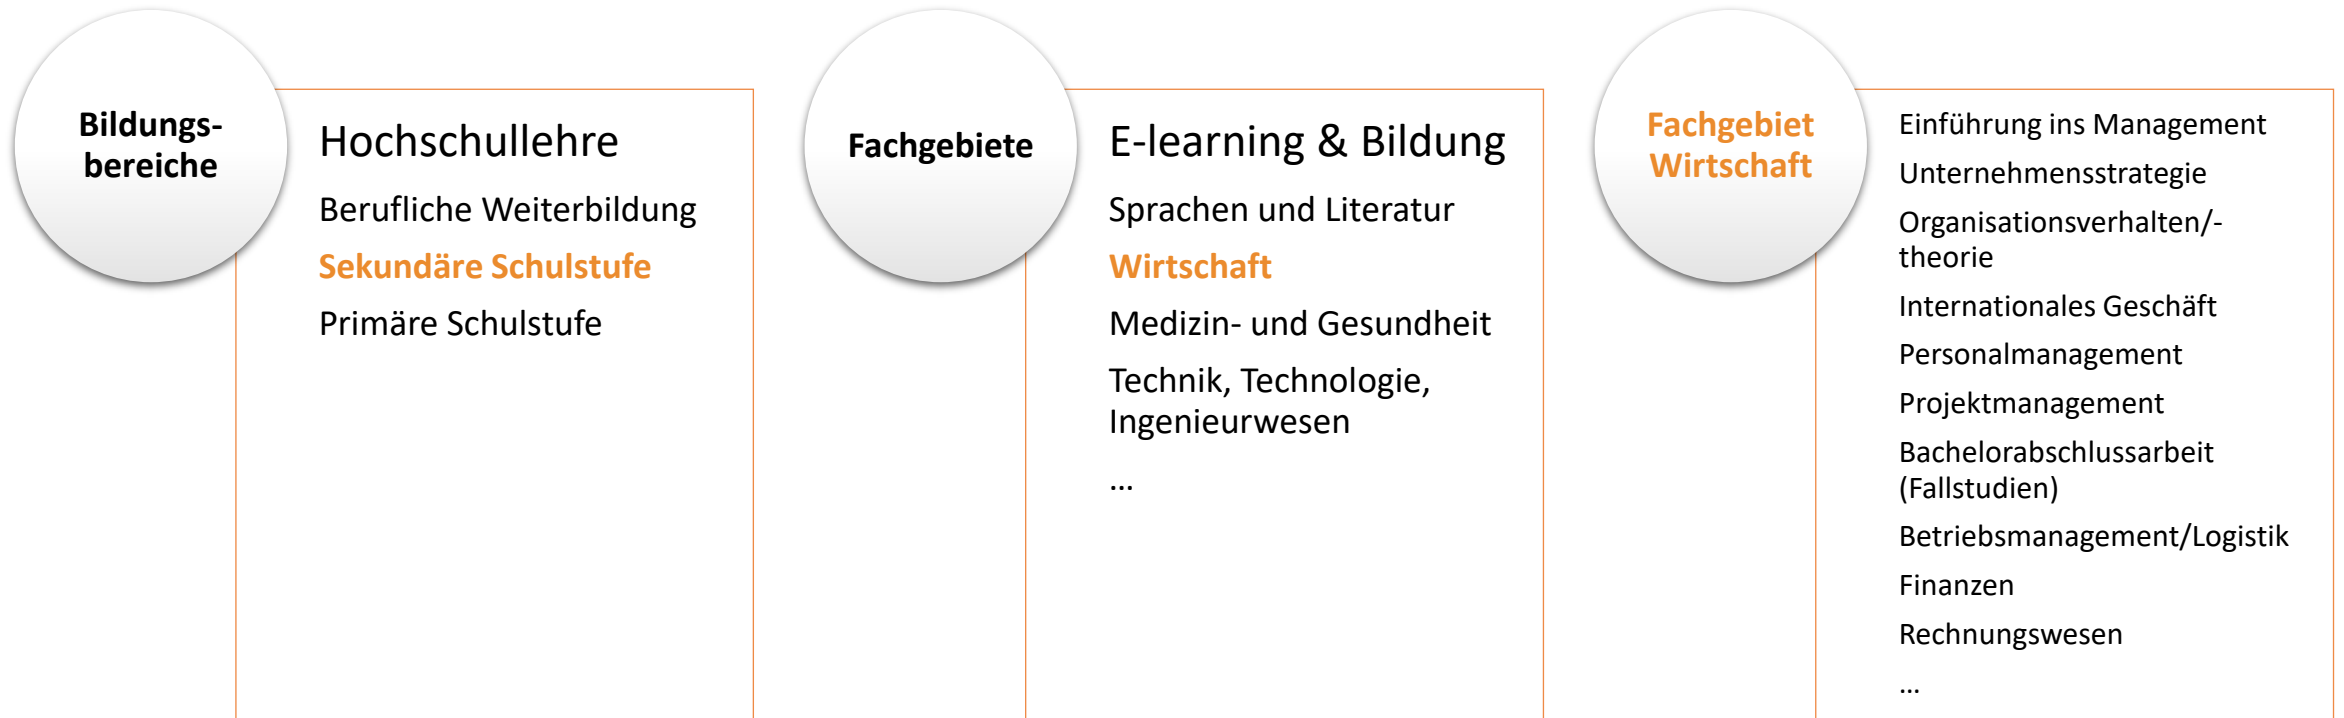 Bildungs-
bereiche
Hochschullehre
Berufliche Weiterbildung
Sekundäre Schulstufe
Primäre Schulstufe
Fachgebiete
E-learning & Bildung
Sprachen und Literatur
Wirtschaft
Medizin- und Gesundheit
Technik, Technologie,
Ingenieurwesen
...
Fachgebiet
Wirtschaft
Einführung ins Management
Unternehmensstrategie
Organisationsverhalten/-
theorie
Internationales Geschäft
Personalmanagement
Projektmanagement
Bachelorabschlussarbeit
(Fallstudien)
Betriebsmanagement/Logistik
Finanzen
Rechnungswesen
...